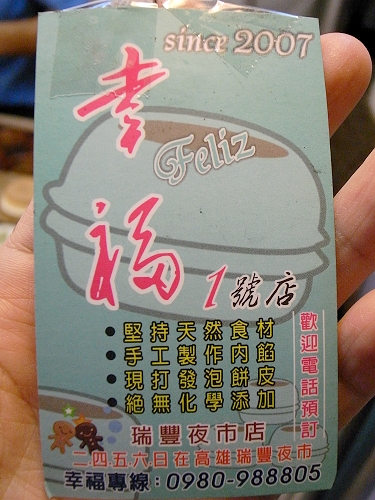 since 2007
幸福
Feliz
1號店
堅持天然食材
手工製作內餡
現打發泡餅皮
絕無化學添加
歡迎電話預訂
瑞豐夜市店
二四五六日在高雄瑞豐夜市
幸福專線：0980-988805